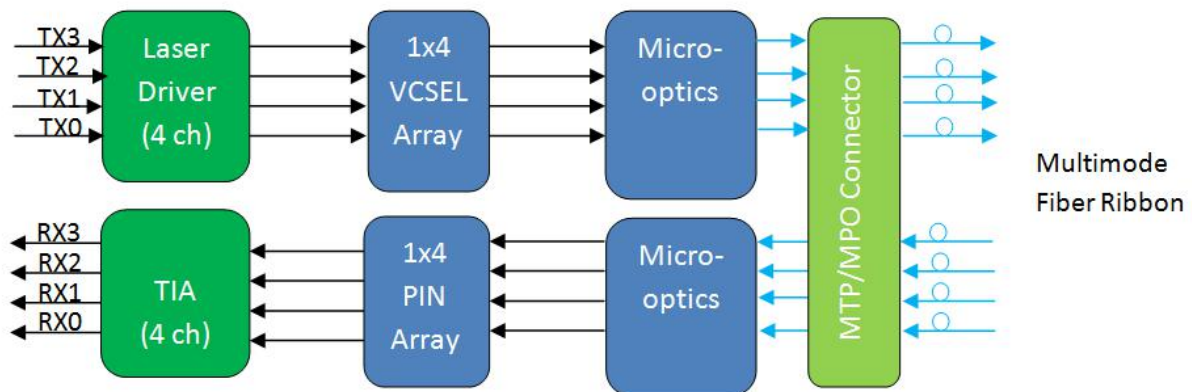 TX3
TX2
TX1
TX0
Laser
Driver
(4 ch)
1x4
VCSEL
Array
Micro-
optics
MTP/MPO Connector
Multimode
Fiber Ribbon
RX3
RX2
RX1
RX0
TIA
(4 ch)
1x4
PIN
Array
Micro-
optics